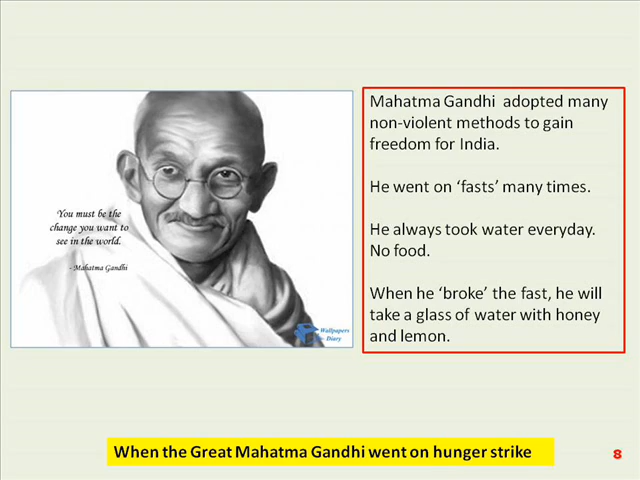 You must be the
change you want to
see in the world.
- Mahatma Gandhi
Wallpapers
Diary
Mahatma Gandhi adopted many
non-violent methods to gain
freedom for India.
He went on ‘fasts’ many times.
He always took water everyday.
No food.
When he ‘broke’ the fast, he will
take a glass of water with honey
and lemon.
When the Great Mahatma Gandhi went on hunger strike
8